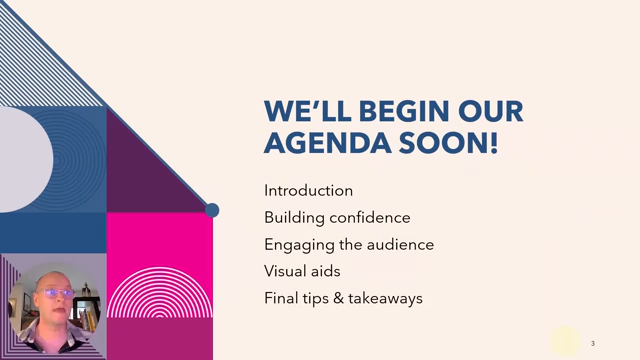 WE’LL BEGIN OUR
AGENDA SOON!
Introduction
Building confidence
Engaging the audience
Visual aids
Final tips & takeaways
3